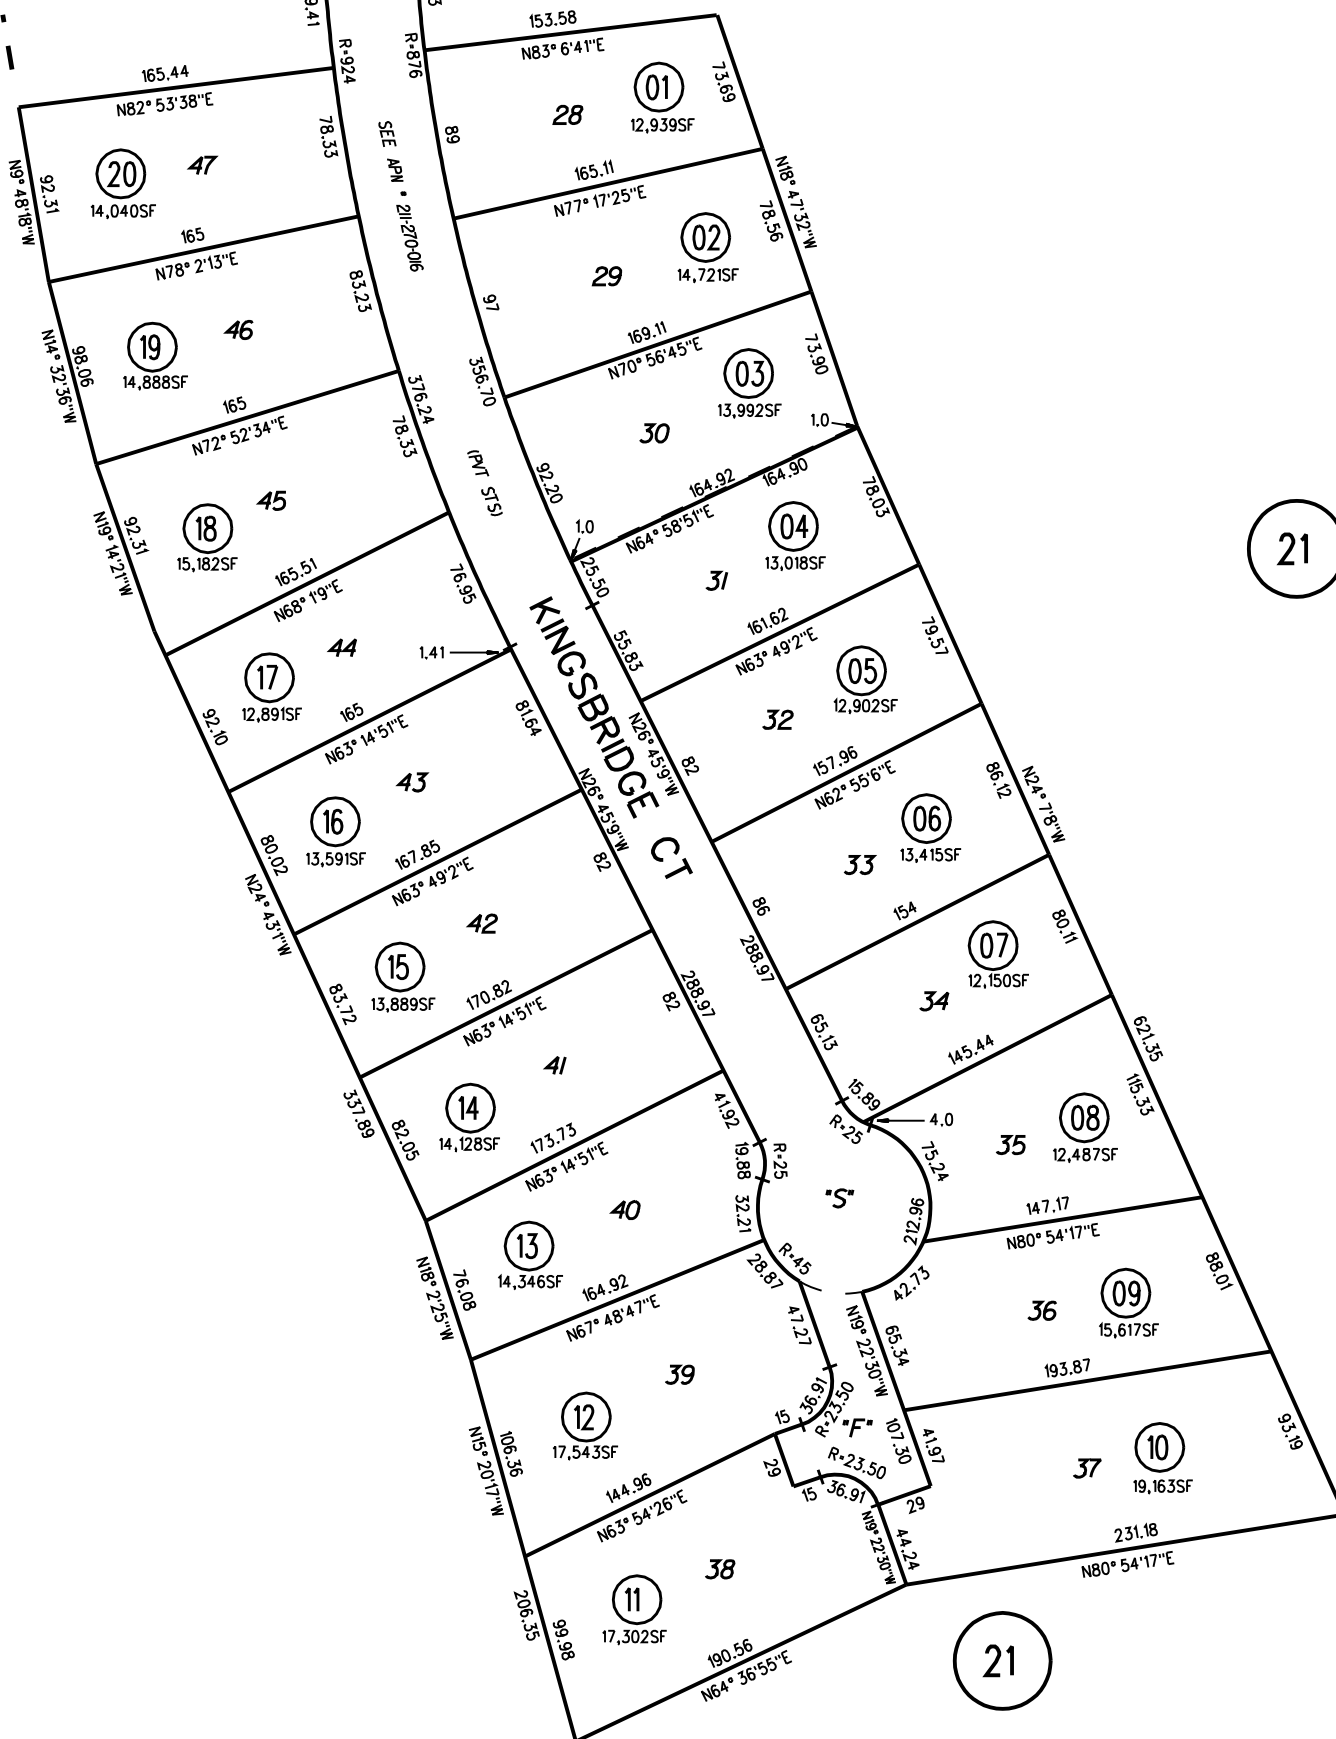 9.41
153.58
N83° 6'41"E
R=924
R=876
73.69
165.44
N82° 53'38"E
28
01
12,939SF
78.33
89
SEE APN " 211-270-016
47
20
14,040SF
N9° 48'18"W
92.31
165.11
N77° 17'25"E
N18° 47'32"W
78.56
29
02
14,721SF
165
N78° 2'13"E
83.23
97
46
19
14,888SF
N14° 32'36"W
98.06
169.11
N70° 56'45"E
73.90
356.70
376.24
30
03
13,992SF
1.0
165
N72° 52'34"E
78.33
(PVT STS)
92.20
164.92
164.90
N64° 58'51"E
78.03
45
18
15,182SF
N19° 14'21"W
92.31
1.0
25.50
31
04
13,018SF
21
165.51
N68° 1'9"E
76.95
KINGSBRIDGE CT
55.83
161.62
N63° 49'2"E
79.57
44
17
12,891SF
1.41
92.10
32
05
12,902SF
165
N63° 14'51"E
81.64
N26° 45'9"W
82
157.96
N62° 55'6"E
86.12
N24° 7'8"W
43
16
13,591SF
80.02
N26° 45'9"W
82
33
06
13,415SF
167.85
N63° 49'2"E
N24° 43'1"W
86
154
80.11
42
15
13,889SF
83.72
288.97
34
07
12,150SF
170.82
N63° 14'51"E
288.97
82
65.13
145.44
621.35
115.33
41
14
14,128SF
337.89
82.05
41.92
15.89
R=25
4.0
35
08
12,487SF
173.73
N63° 14'51"E
19.88
R=25
75.24
"S"
40
32.21
212.96
147.17
N80° 54'17"E
13
14,346SF
N18° 2'25"W
76.08
28.87
R=45
42.73
88.01
164.92
N67° 48'47"E
47.27
N19° 22'30"W
65.34
36
09
15,617SF
39
36.91
R=23.50
193.87
12
17,543SF
15
"F"
107.30
41.97
93.19
N15° 20'17"W
106.36
29
R=23.50
37
10
19,163SF
144.96
N63° 54'26"E
15
36.91
29
N19° 22'30"W
44.24
231.18
N80° 54'17"E
38
11
17,302SF
206.35
99.98
190.56
N64° 36'55"E
21